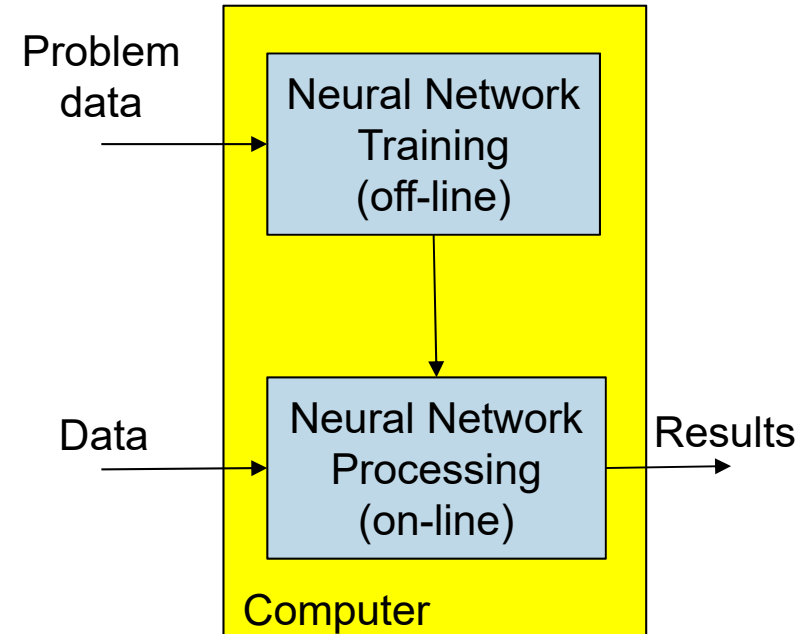 Problem
data
Neural Network
Training
(off-line)
Data
Neural Network
Processing
(on-line)
Results
Computer